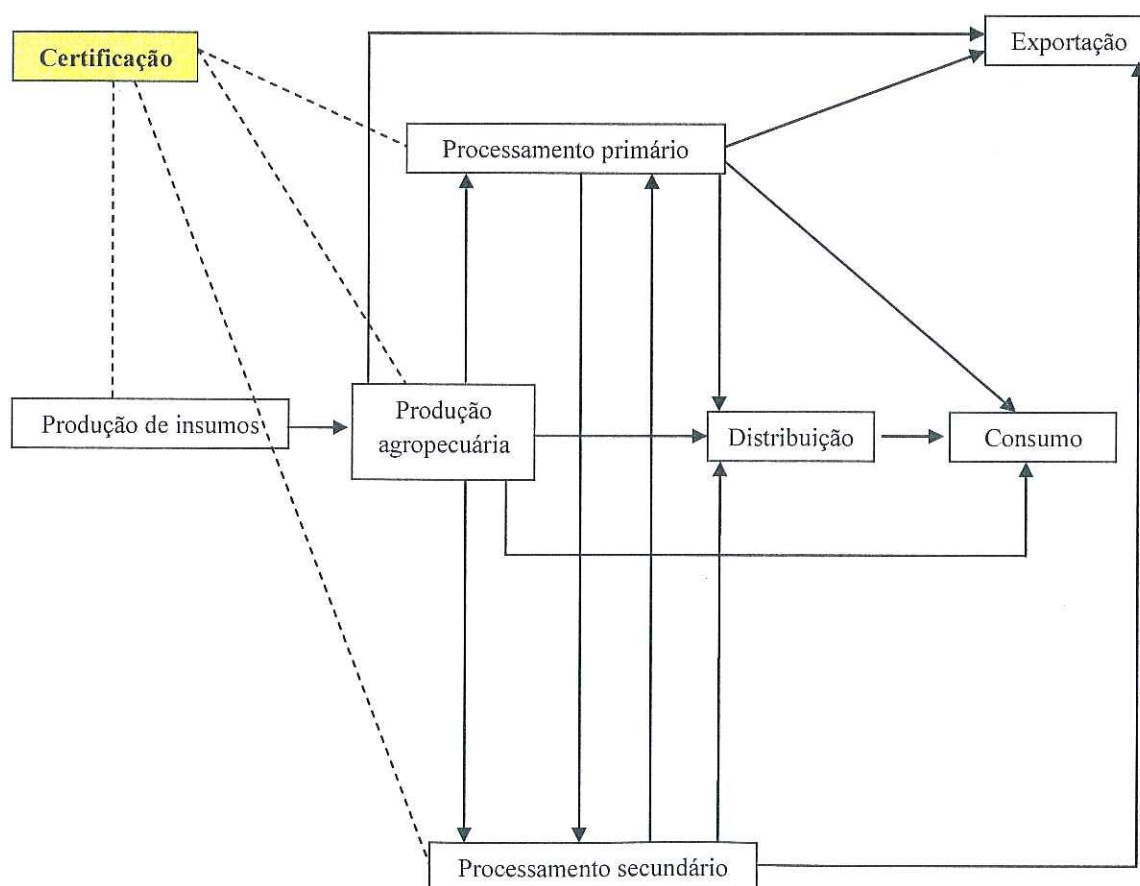 Exportação
Certificação
Processamento primário
Produção de insumos
Produção
agropecuária
Distribuição
Consumo
Processamento secundário